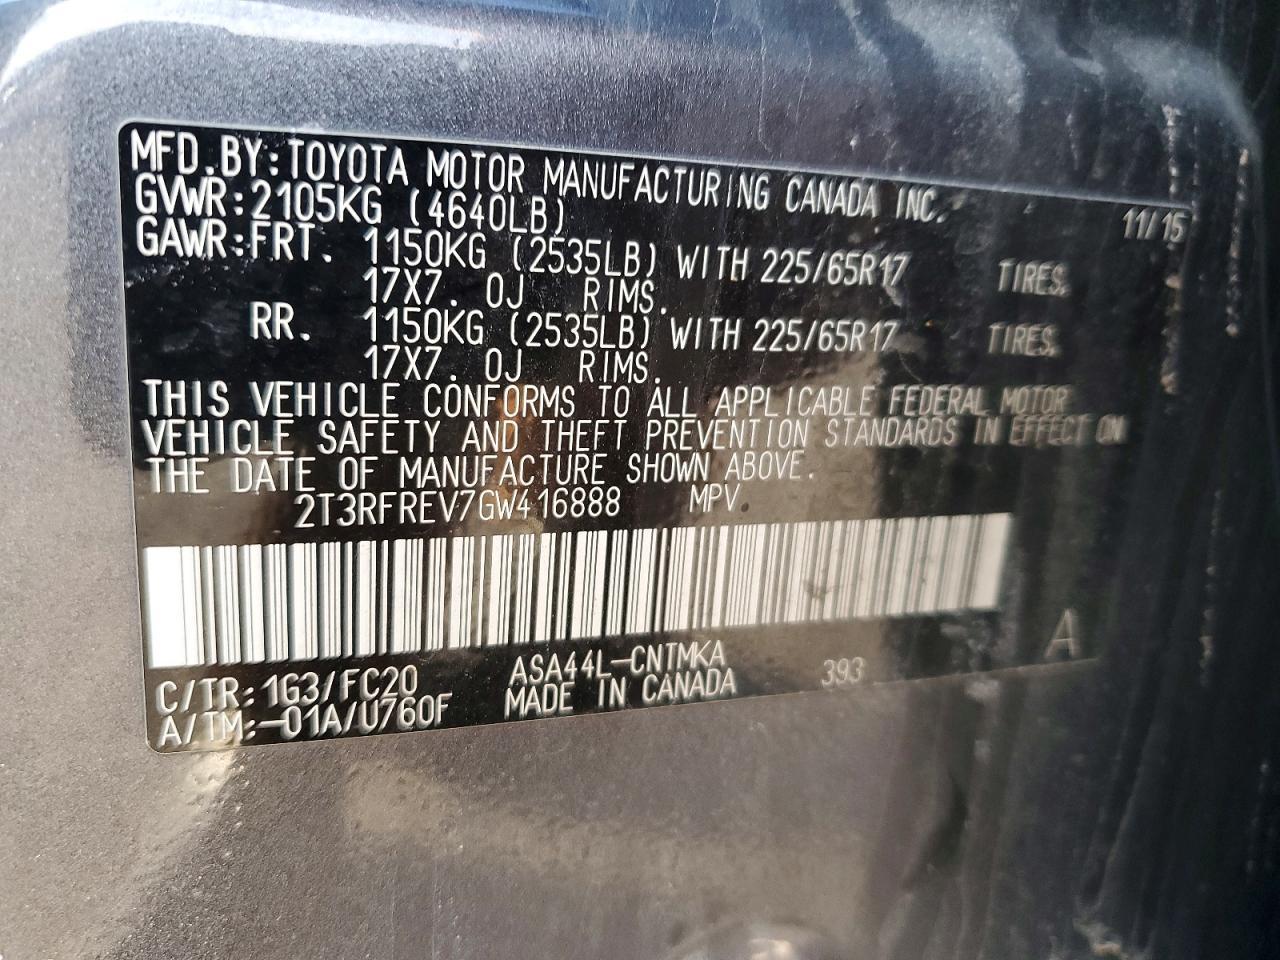 MFD.BY:TOYOTA MOTOR MANUFACTURING CANADA INC. 11/15
GVWR:2105KG (4640LB)
GAWR:FRT. 1150KG (2535LB) WITH 225/65R17 TIRES,
17X7. 0J RIMS.
RR. 1150KG (2535LB) WITH 225/65R17 TIRES,
17X7. 0J RIMS.
THIS VEHICLE CONFORMS TO ALL APPLICABLE FEDERAL MOTOR
VEHICLE SAFETY AND THEFT PREVENTION STANDARDS IN EFFECT ON
THE DATE OF MANUFACTURE SHOWN ABOVE.
2T3RFREV7GW416888 MPV
A
C/TR:1G3/FC20 ASA44L-CNTMKA 393
A/TM:-01A/U760F MADE IN CANADA